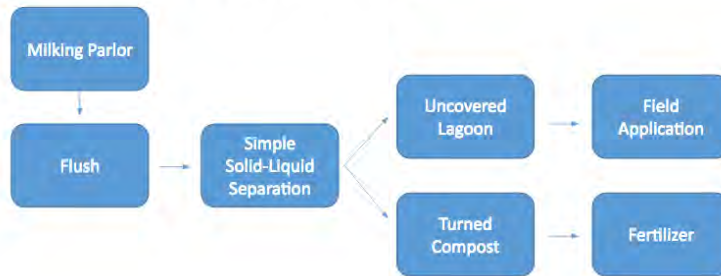 Milking Parlor
Flush
Simple
Solid-Liquid
Separation
Uncovered
Lagoon
Field
Application
Turned
Compost
Fertilizer